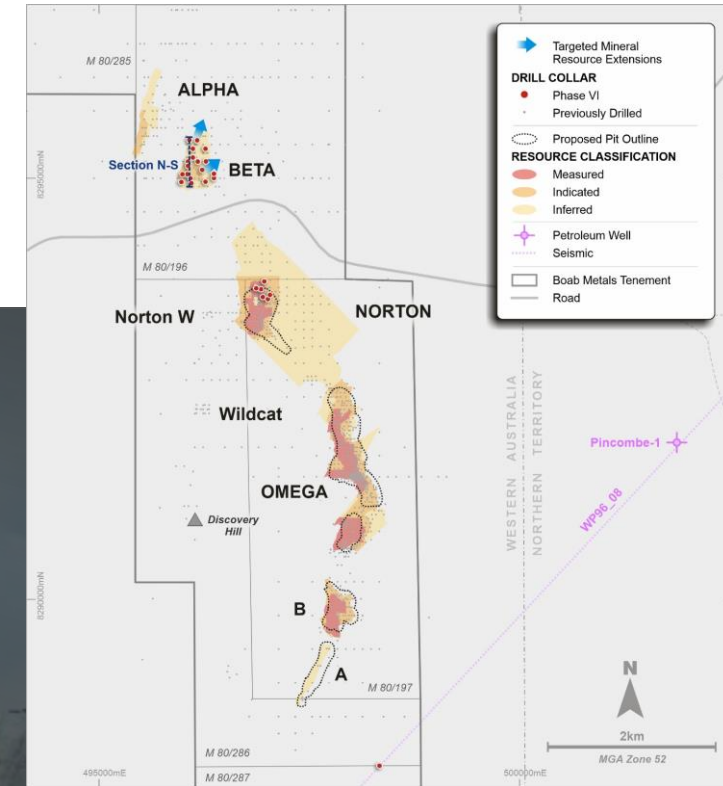 M 80/285
ALPHA
Section N-S
BETA
8295000mN
M 80/196
Norton W
NORTON
Wildcat
OMEGA
Discovery
Hill
8290000mN
B
A
M 80/197
M 80/286
M 80/287
495000mE
500000mE
WESTERN AUSTRALIA
NORTHERN TERRITORY
Pincombe-1
WP96_08
N
2km
MGA Zone 52
Targeted Mineral
Resource Extensions
DRILL COLLAR
Phase VI
Previously Drilled
Proposed Pit Outline
RESOURCE CLASSIFICATION
Measured
Indicated
Inferred
Petroleum Well
Seismic
Boab Metals Tenement
Road